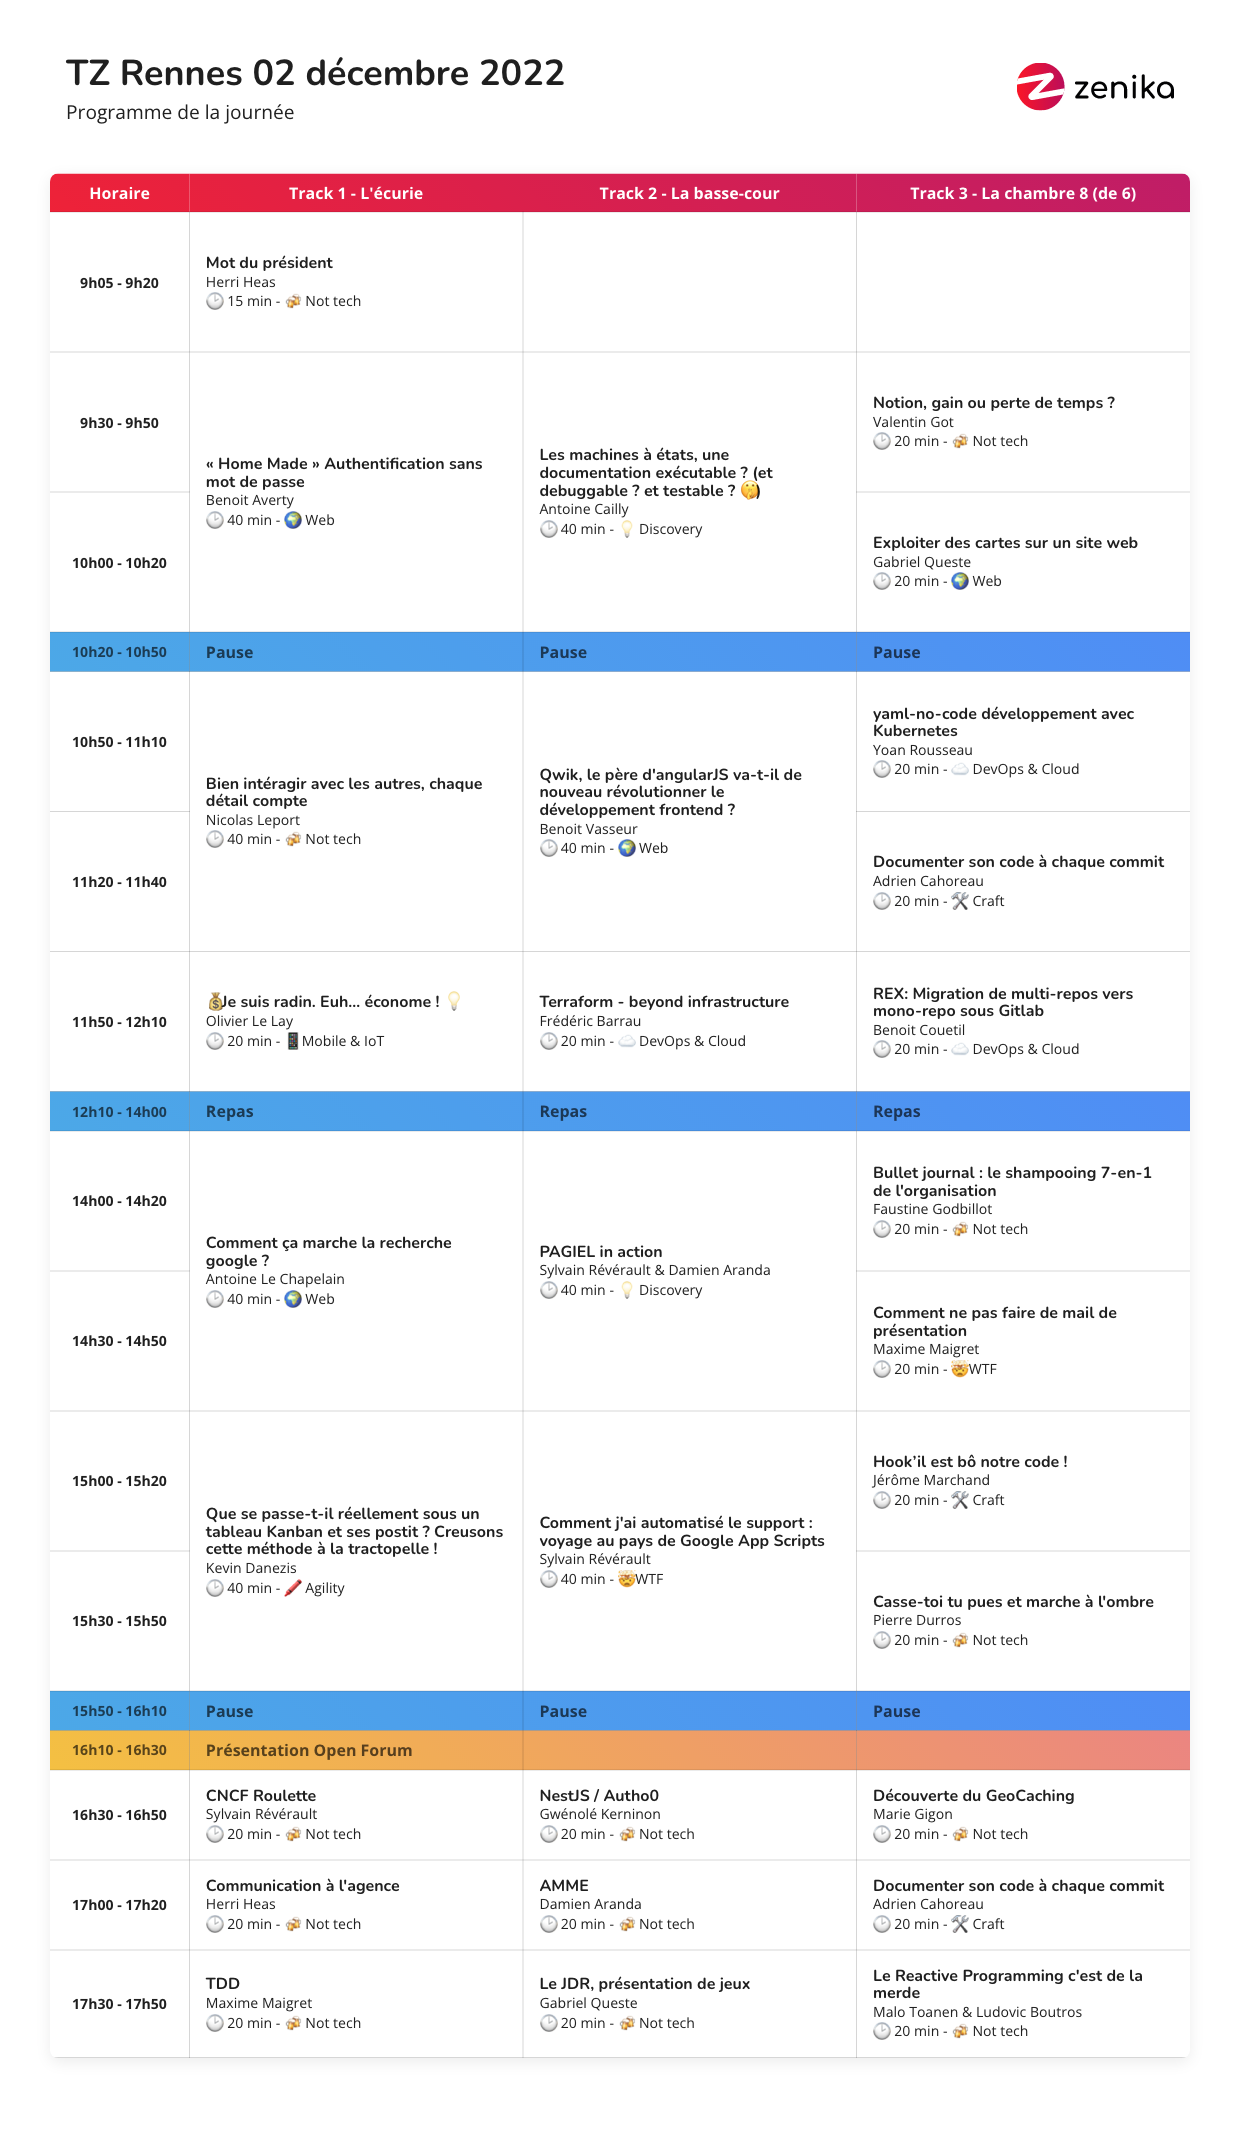 TZ Rennes 02 décembre 2022
Programme de la journée
zenika
Horaire
Track 1 - L'écurie
Track 2 - La basse-cour
Track 3 - La chambre 8 (de 6)
9h05 - 9h20
Mot du président
Herri Heas
🕑 15 min - 🍻 Not tech
9h30 - 9h50
10h00 - 10h20
« Home Made » Authentification sans
mot de passe
Benoit Averty
🕑 40 min - 🌍 Web
Les machines à états, une
documentation exécutable ? (et
debuggable ? et testable ? 🤫)
Antoine Cailly
🕑 40 min - 💡 Discovery
Notion, gain ou perte de temps ?
Valentin Got
🕑 20 min - 🍻 Not tech
Exploiter des cartes sur un site web
Gabriel Queste
🕑 20 min - 🌍 Web
10h20 - 10h50
Pause
Pause
Pause
10h50 - 11h10
11h20 - 11h40
Bien intéragir avec les autres, chaque
détail compte
Nicolas Leport
🕑 40 min - 🍻 Not tech
Qwik, le père d'angularJS va-t-il de
nouveau révolutionner le
développement frontend ?
Benoit Vasseur
🕑 40 min - 🌍 Web
yaml-no-code développement avec
Kubernetes
Yoan Rousseau
🕑 20 min - ☁️ DevOps & Cloud
Documenter son code à chaque commit
Adrien Cahoreau
🕑 20 min - 🛠️ Craft
11h50 - 12h10
💰Je suis radin. Euh... économe ! 💡
Olivier Le Lay
🕑 20 min - 📱Mobile & IoT
Terraform - beyond infrastructure
Frédéric Barrau
🕑 20 min - ☁️ DevOps & Cloud
REX: Migration de multi-repos vers
mono-repo sous Gitlab
Benoit Couetil
🕑 20 min - ☁️ DevOps & Cloud
12h10 - 14h00
Repas
Repas
Repas
14h00 - 14h20
14h30 - 14h50
Comment ça marche la recherche
google ?
Antoine Le Chapelain
🕑 40 min - 🌍 Web
PAGIEL in action
Sylvain Révérault & Damien Aranda
🕑 40 min - 💡 Discovery
Bullet journal : le shampooing 7-en-1
de l'organisation
Faustine Godbillot
🕑 20 min - 🍻 Not tech
Comment ne pas faire de mail de
présentation
Maxime Maigret
🕑 20 min - 🤯WTF
15h00 - 15h20
15h30 - 15h50
Que se passe-t-il réellement sous un
tableau Kanban et ses postit ? Creusons
cette méthode à la tractopelle !
Kevin Danezis
🕑 40 min - 🖍️ Agility
Comment j'ai automatisé le support :
voyage au pays de Google App Scripts
Sylvain Révérault
🕑 40 min - 🤯WTF
Hook’il est bô notre code !
Jérôme Marchand
🕑 20 min - 🛠️ Craft
Casse-toi tu pues et marche à l'ombre
Pierre Durros
🕑 20 min - 🍻 Not tech
15h50 - 16h10
Pause
Pause
Pause
16h10 - 16h30
Présentation Open Forum
16h30 - 16h50
CNCF Roulette
Sylvain Révérault
🕑 20 min - 🍻 Not tech
NestJS / Autho0
Gwénolé Kerninon
🕑 20 min - 🍻 Not tech
Découverte du GeoCaching
Marie Gigon
🕑 20 min - 🍻 Not tech
17h00 - 17h20
Communication à l'agence
Herri Heas
🕑 20 min - 🍻 Not tech
AMME
Damien Aranda
🕑 20 min - 🍻 Not tech
Documenter son code à chaque commit
Adrien Cahoreau
🕑 20 min - 🛠️ Craft
17h30 - 17h50
TDD
Maxime Maigret
🕑 20 min - 🍻 Not tech
Le JDR, présentation de jeux
Gabriel Queste
🕑 20 min - 🍻 Not tech
Le Reactive Programming c'est de la
merde
Malo Toanen & Ludovic Boutros
🕑 20 min - 🍻 Not tech